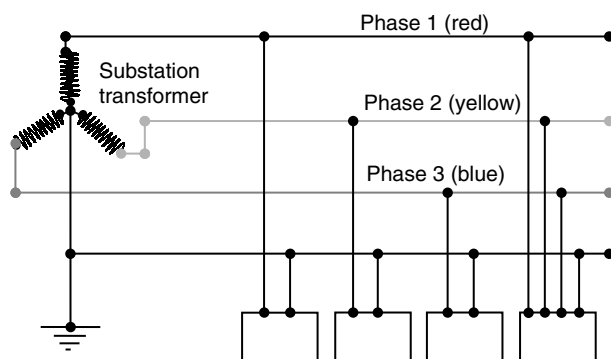 Phase 1 (red)
Substation
transformer
Phase 2 (yellow)
Phase 3 (blue)